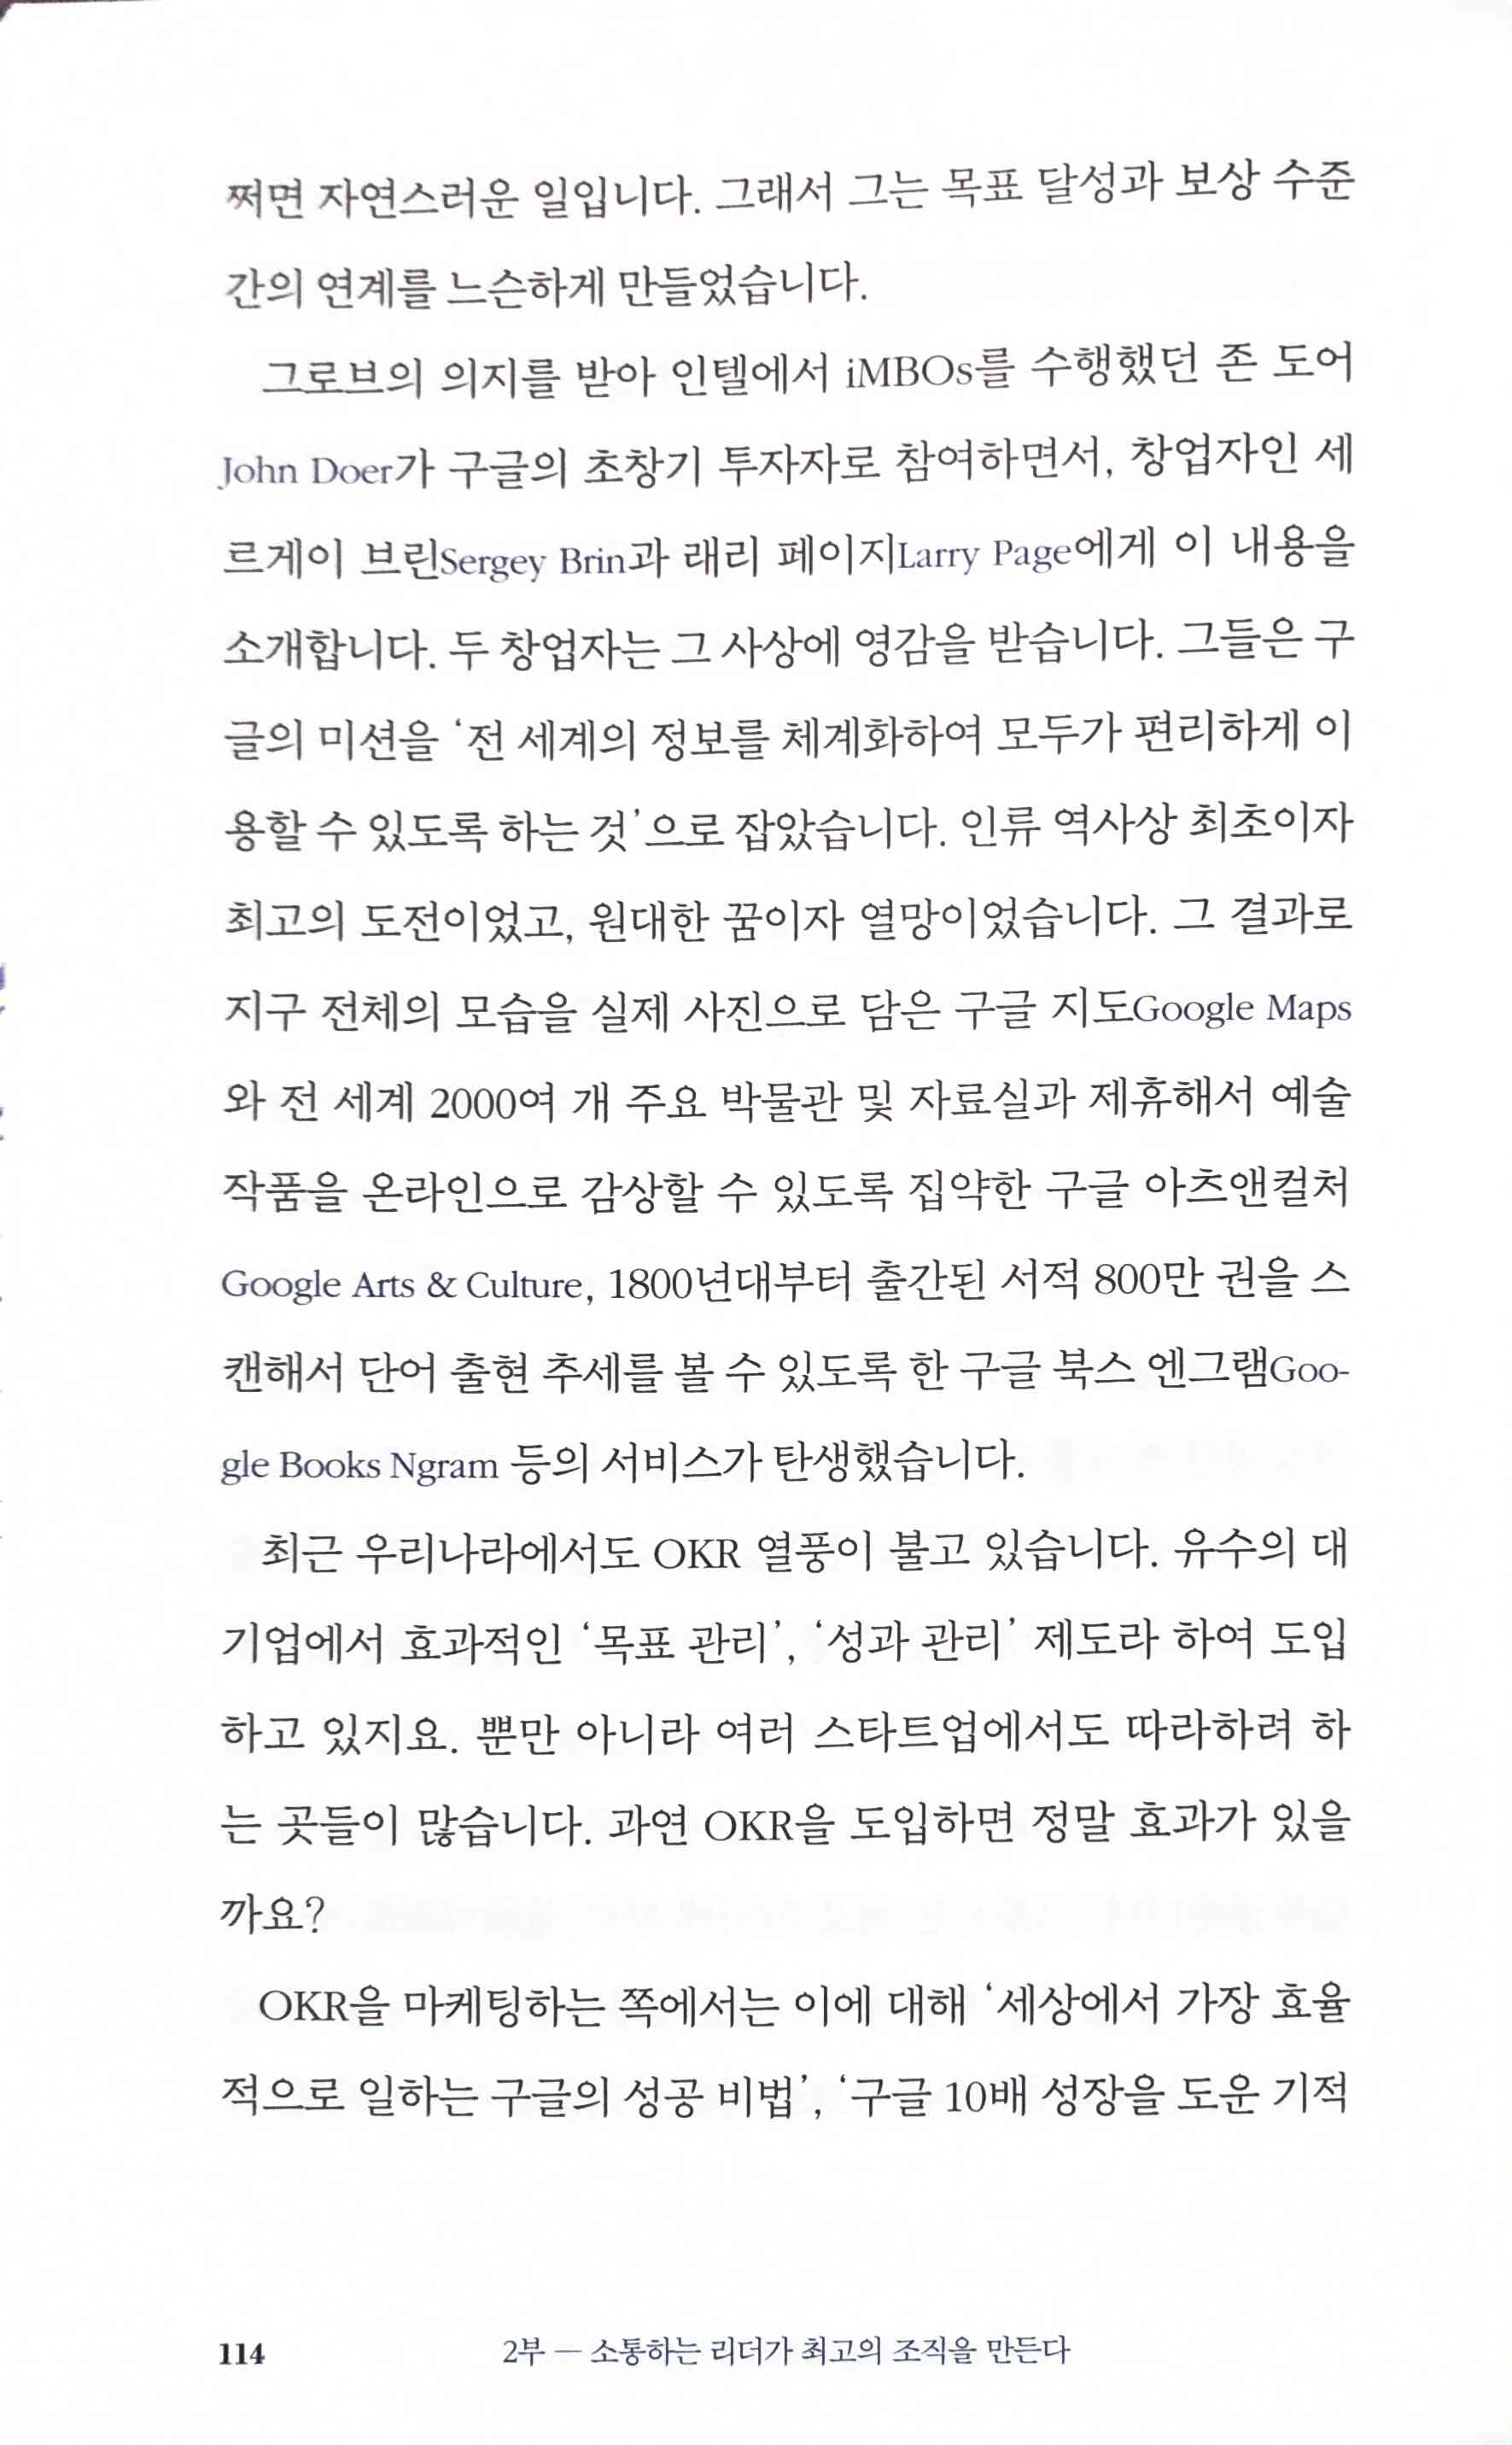 쩌면 자연스러운 일입니다. 그래서 그는 목표 달성과 보상 수준
간의 연계를 느슨하게 만들었습니다.
그로브의 의지를 받아 인텔에서 iMBOs를 수행했던 존 도어
John Doer가 구글의 초창기 투자자로 참여하면서, 창업자인 세
르게이 브린Sergey Brin과 래리 페이지Larry Page에게 이 내용을
소개합니다. 두 창업자는 그 사상에 영감을 받습니다. 그들은 구
글의 미션을 ‘전 세계의 정보를 체계화하여 모두가 편리하게 이
용할 수 있도록 하는 것’으로 잡았습니다. 인류 역사상 최초이자
최고의 도전이었고, 원대한 꿈이자 열망이었습니다. 그 결과로
지구 전체의 모습을 실제 사진으로 담은 구글 지도Google Maps
와 전 세계 2000여 개 주요 박물관 및 자료실과 제휴해서 예술
작품을 온라인으로 감상할 수 있도록 집약한 구글 아츠앤컬처
Google Arts & Culture, 1800년대부터 출간된 서적 800만 권을 스
캔해서 단어 출현 추세를 볼 수 있도록 한 구글 북스 엔그램Goo-
gle Books Ngram 등의 서비스가 탄생했습니다.
최근 우리나라에서도 OKR 열풍이 불고 있습니다. 유수의 대
기업에서 효과적인 ‘목표 관리’, ‘성과 관리’ 제도라 하여 도입
하고 있지요. 뿐만 아니라 여러 스타트업에서도 따라하려 하
는 곳들이 많습니다. 과연 OKR을 도입하면 정말 효과가 있을
까요?
OKR을 마케팅하는 쪽에서는 이에 대해 ‘세상에서 가장 효율
적으로 일하는 구글의 성공 비법’, ‘구글 10배 성장을 도운 기적
114 2부 — 소통하는 리더가 최고의 조직을 만든다